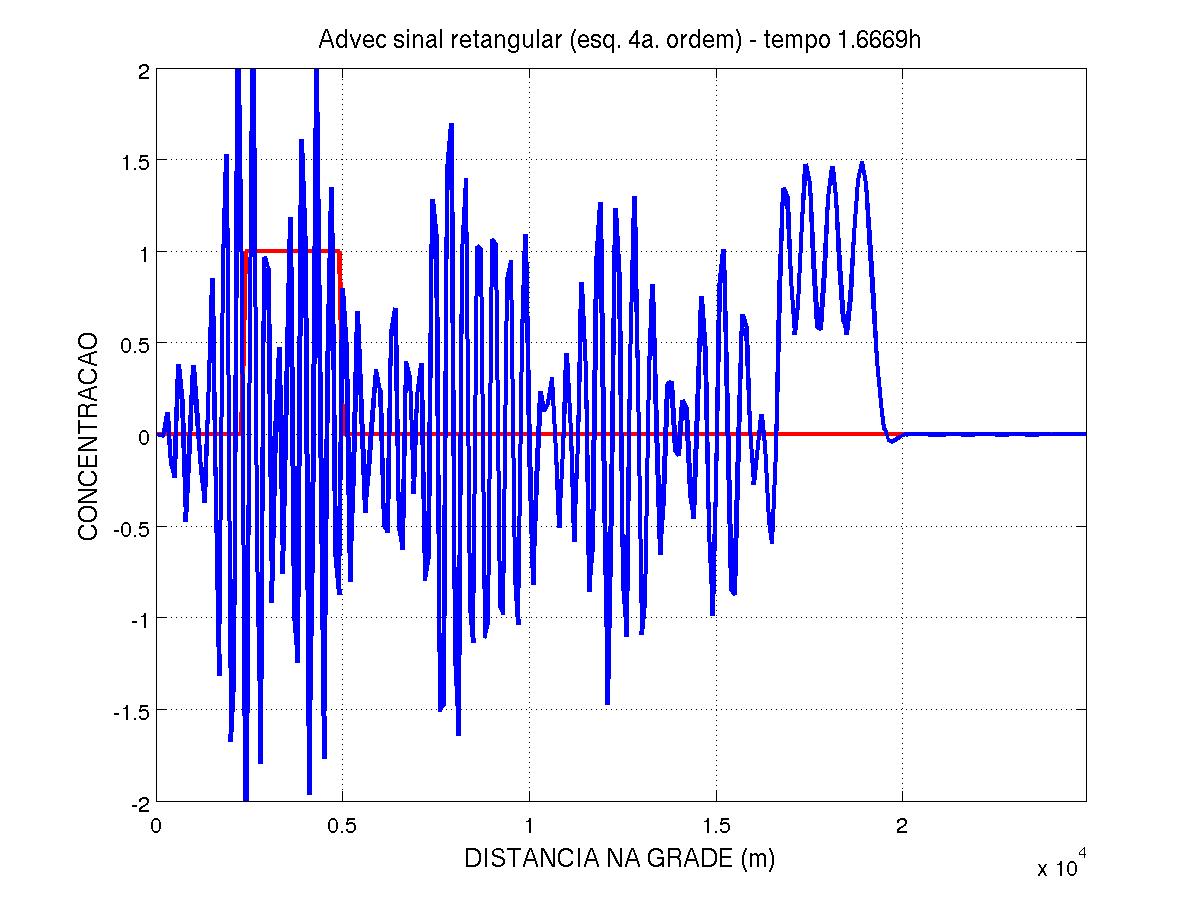 Advec sinal retangular (esq. 4a. ordem) - tempo 1.6669h
CONCENTRACAO
2
1.5
1
0.5
0
-0.5
-1
-1.5
-2
0 0.5 1 1.5 2
DISTANCIA NA GRADE (m)
x 10^4